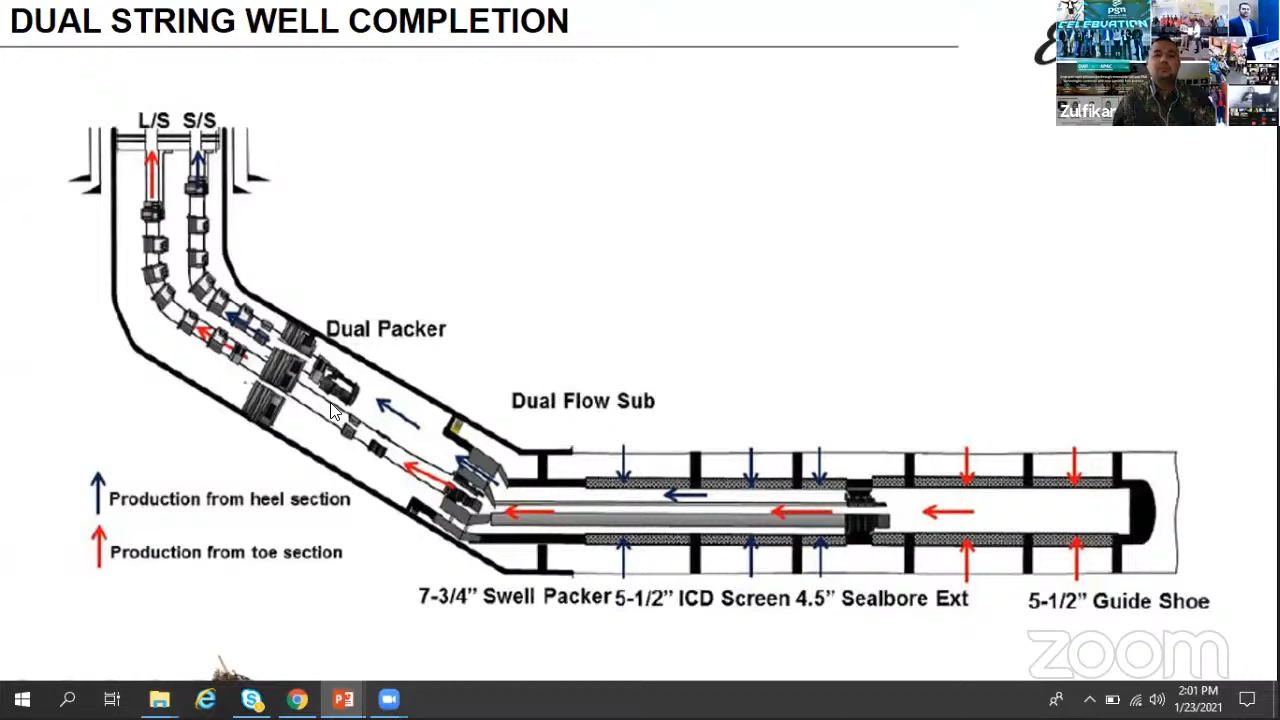 DUAL STRING WELL COMPLETION
pgn
CELEBRATION
Zulfikar
L/S S/S
Dual Packer
Dual Flow Sub
Production from heel section
Production from toe section
7-3/4” Swell Packer 5-1/2” ICD Screen 4.5” Sealbore Ext 5-1/2” Guide Shoe
zoom
2:01 PM
1/23/2021